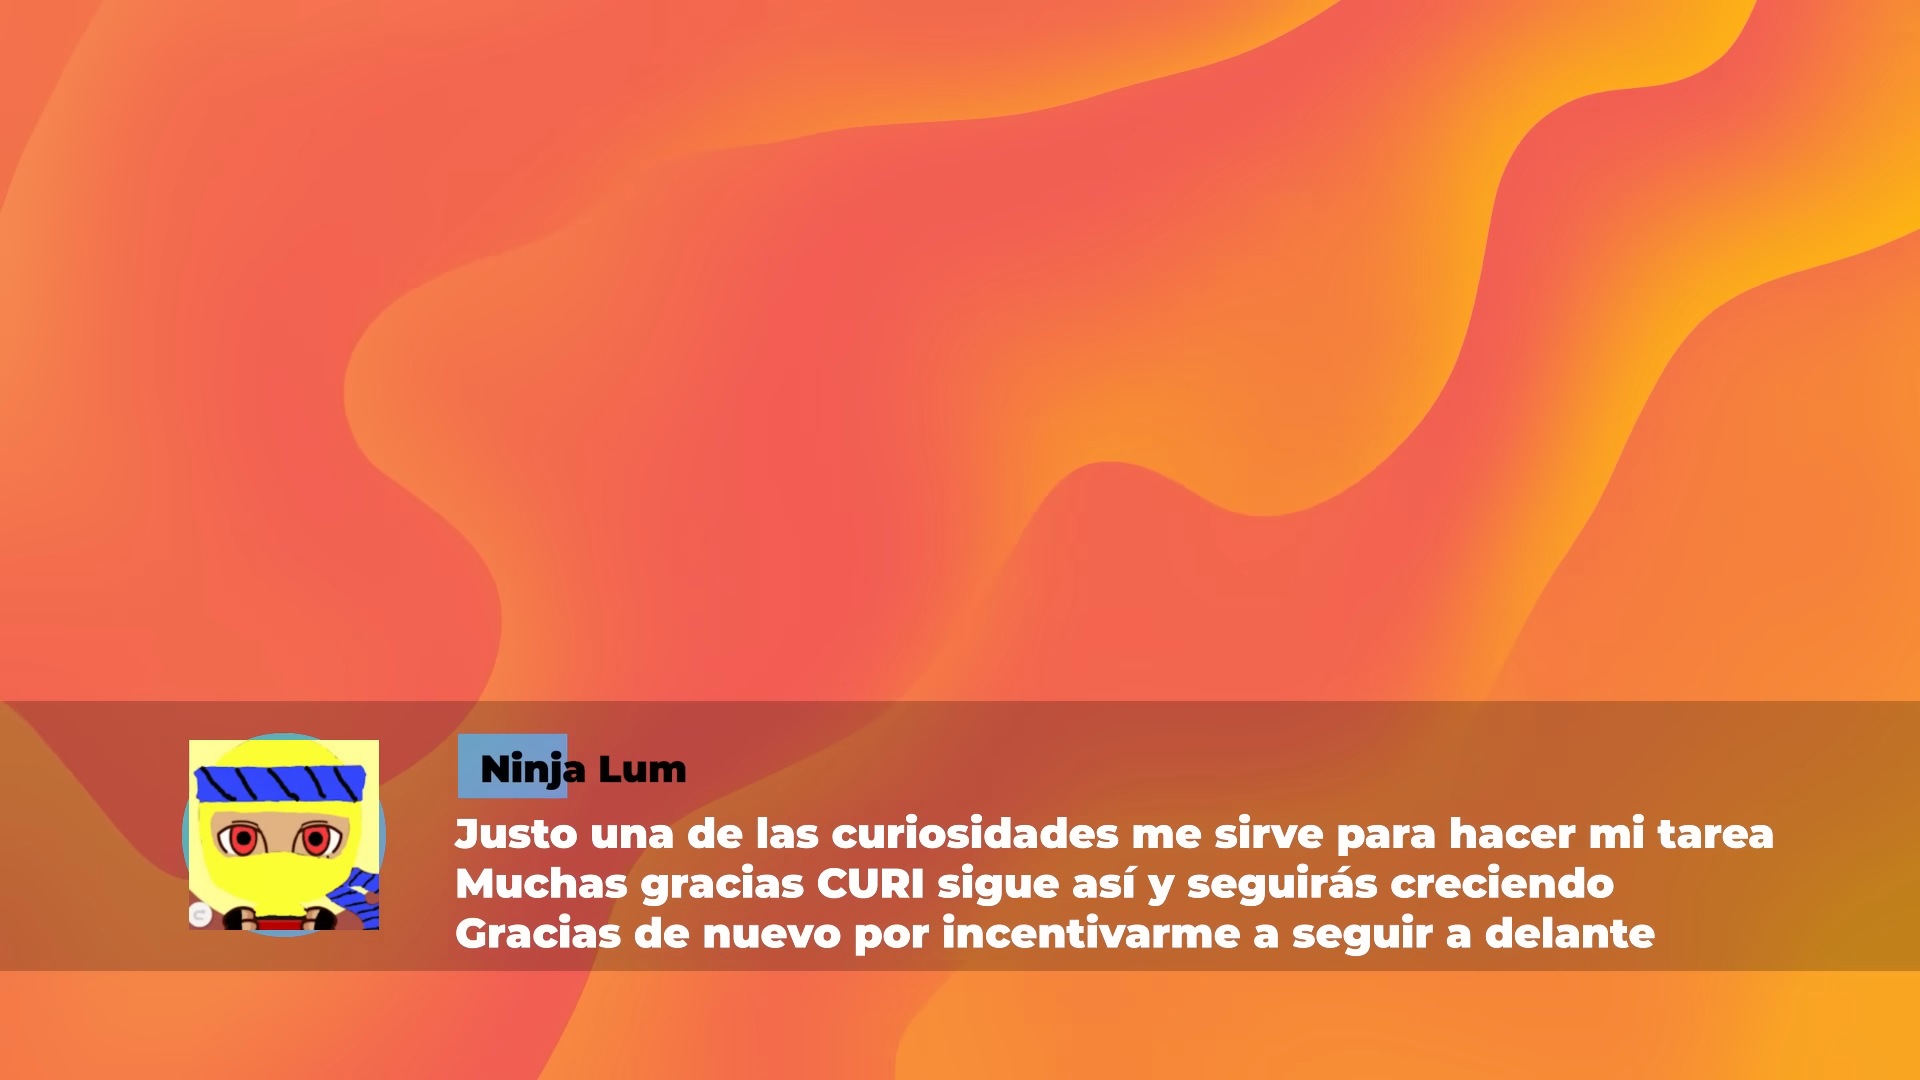 Ninja Lum
Justo una de las curiosidades me sirve para hacer mi tarea
Muchas gracias CURI sigue así y seguirás creciendo
Gracias de nuevo por incentivarme a seguir a delante